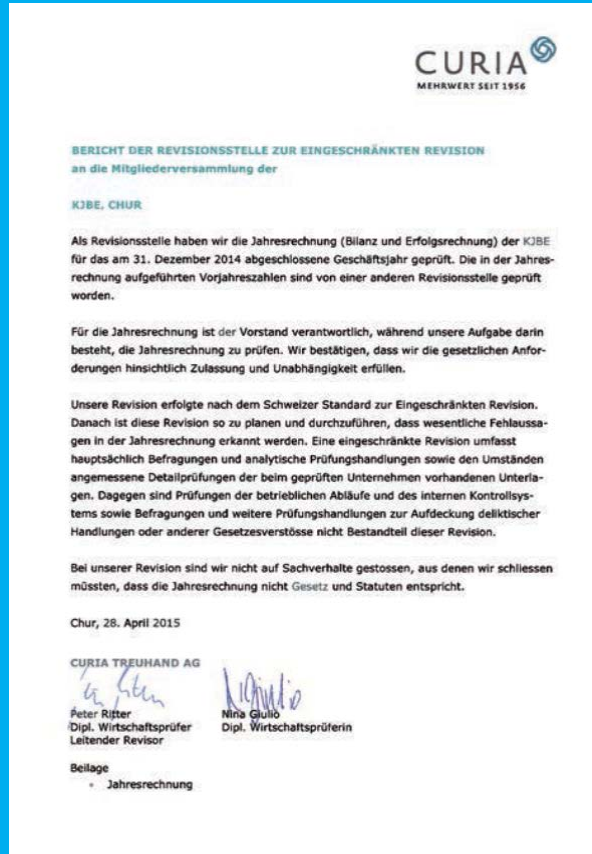 CURIA
MEHRWERT SEIT 1956
BERICHT DER REVISIONSSTELLE ZUR EINGESCHRÄNKTEN REVISION
an die Mitgliederversammlung der
KJBE, CHUR
Als Revisionsstelle haben wir die Jahresrechnung (Bilanz und Erfolgsrechnung) der KJBE
für das am 31. Dezember 2014 abgeschlossene Geschäftsjahr geprüft. Die in der Jahres-
rechnung aufgeführten Vorjahreszahlen sind von einer anderen Revisionsstelle geprüft
worden.
Für die Jahresrechnung ist der Vorstand verantwortlich, während unsere Aufgabe darin
besteht, die Jahresrechnung zu prüfen. Wir bestätigen, dass wir die gesetzlichen Anfor-
derungen hinsichtlich Zulassung und Unabhängigkeit erfüllen.
Unsere Revision erfolgte nach dem Schweizer Standard zur Eingeschränkten Revision.
Danach ist diese Revision so zu planen und durchzuführen, dass wesentliche Fehlaussa-
gen in der Jahresrechnung erkannt werden. Eine eingeschränkte Revision umfasst
hauptsächlich Befragungen und analytische Prüfungshandlungen sowie den Umständen
angemessene Detailprüfungen der beim geprüften Unternehmen vorhandenen Unterla-
gen. Dagegen sind Prüfungen der betrieblichen Abläufe und des internen Kontrollsys-
tems sowie Befragungen und weitere Prüfungshandlungen zur Aufdeckung deliktischer
Handlungen oder anderer Gesetzesverstösse nicht Bestandteil dieser Revision.
Bei unserer Revision sind wir nicht auf Sachverhalte gestossen, aus denen wir schliessen
müssten, dass die Jahresrechnung nicht Gesetz und Statuten entspricht.
Chur, 28. April 2015
CURIA TREUHAND AG
Peter Ritter Nina Giulio
Dipl. Wirtschaftsprüfer Dipl. Wirtschaftsprüferin
Leitender Revisor
Beilage
- Jahresrechnung